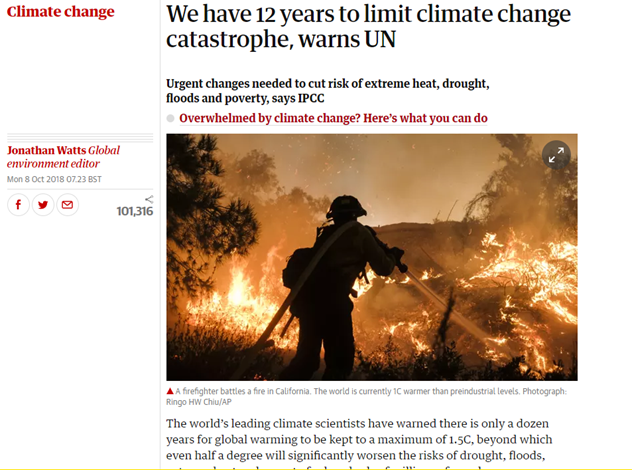 Climate change
We have 12 years to limit climate change
catastrophe, warns UN
Urgent changes needed to cut risk of extreme heat, drought,
floods and poverty, says IPCC
Overwhelmed by climate change? Here's what you can do
Jonathan Watts Global
environment editor
Mon 8 Oct 2018 07.23 BST
101,316
A firefighter battles a fire in California. The world is currently 1C warmer than preindustrial levels. Photograph:
Ringo HW Chiu/AP
The world's leading climate scientists have warned there is only a dozen
years for global warming to be kept to a maximum of 1.5C, beyond which
even half a degree will significantly worsen the risks of drought, floods,